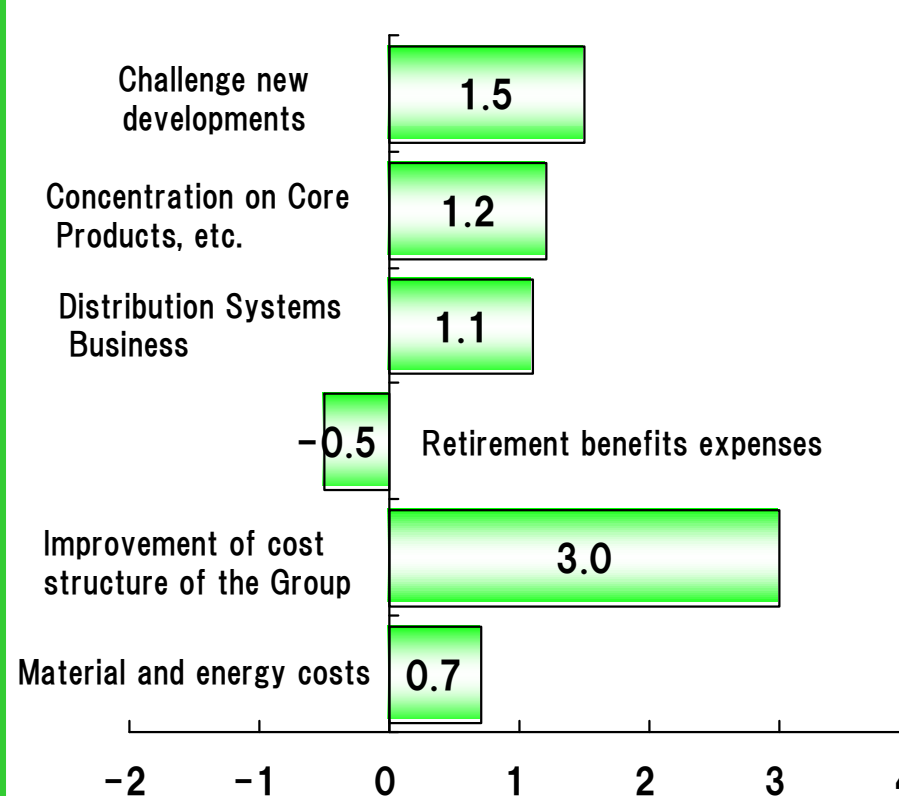 Challenge new
developments
1.5
Concentration on Core
Products, etc.
1.2
Distribution Systems
Business
1.1
-0.5
Retirement benefits expenses
Improvement of cost
structure of the Group
3.0
Material and energy costs
0.7
-2 -1 0 1 2 3